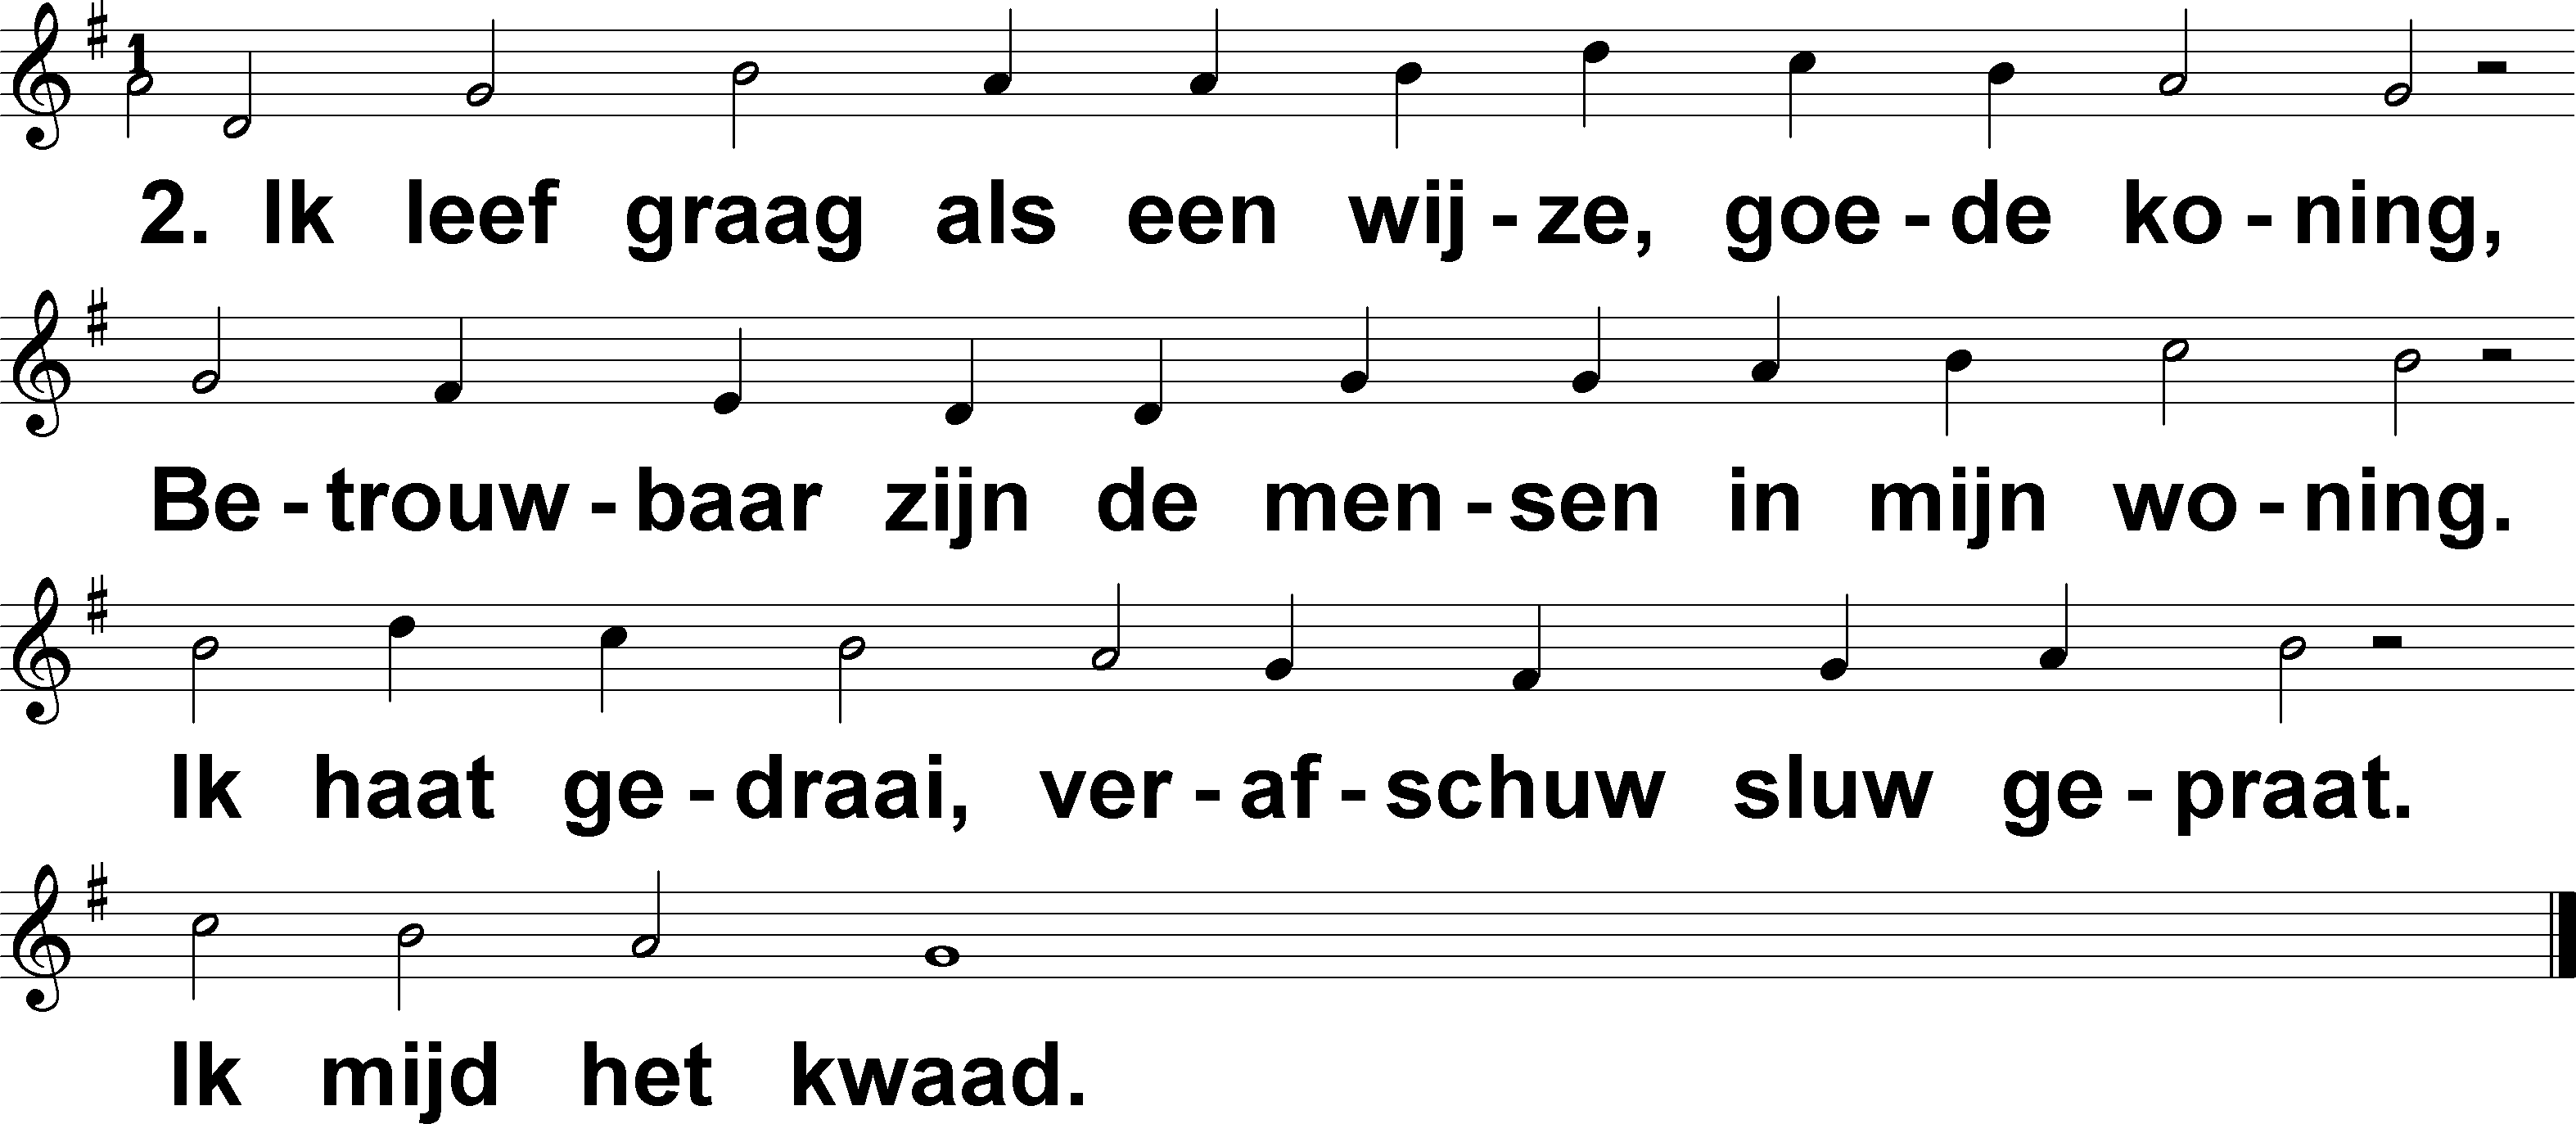 1
2. Ik leef graag als een wij - ze, goe - de ko - ning,
Be - trouw - baar zijn de men - sen in mijn wo - ning.
Ik haat ge - draai, ver - af - schuw sluw ge - praat.
Ik mijd het kwaad.